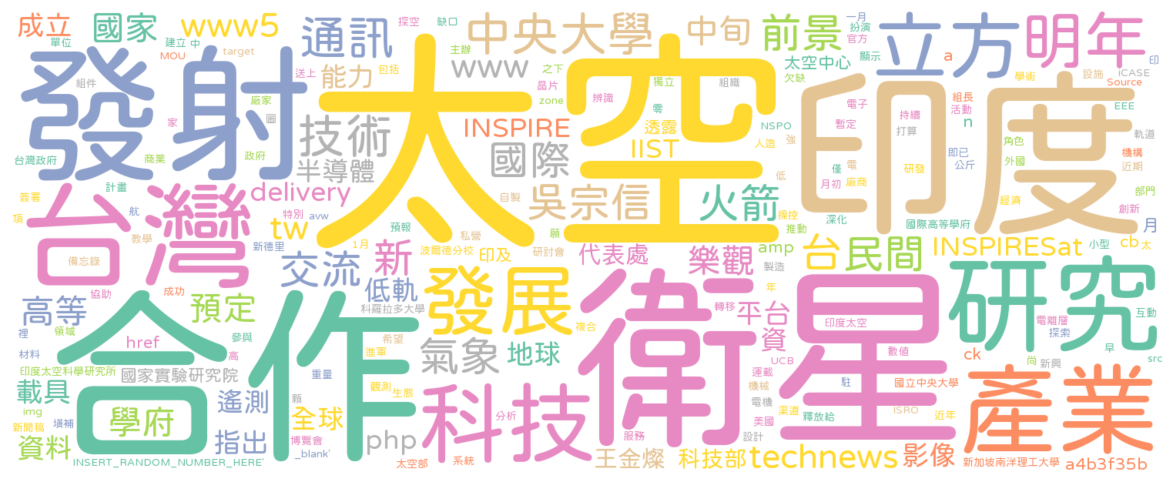 成立 國家 www5 通訊 探空 缺口 中央大學 中旬 前景 一月 扮演 官方 立方 明年
單位 建立 中 MOU target 主辦 www 包括 之下 太空中心 顯示 a 印
發射 組件 送上 能力 晶片 獨立 組織 欠缺 學術 設施 iCASE Source
廠家 圖 技術 INSPIRE zone 辨識 零 透露 NSPO 電子 組長 活動 持續 n EEE
家 台灣政府 商業 政府 半導體 國際 IIST 人造 強 暫定 打算 角色 軌道
太空 印度 僅 電 即已 公斤 外國 機構 近期
簽署 計畫 delivery 吳宗信 火箭 低 月初 廠商 研發 經濟 部門 創新
台灣 項 航 特別 avw 自製 操控 深化 國際高等學府 月
教學 tw 新德里 預報 私營 願 推動 台 民間 INSPIRESat cb 太
備忘錄 交流 1月 新 波爾德分校 印及 研討會 代表處 樂觀 amp 小型
協助 成功 低軌 製造 年
高等 預定 科羅拉多大學 發展 轉移 平台 研究
裡 領域 參與 href 希望 複合 資 印度太空 電離層 探索 互動
材料 高 進軍 氣象 地球 衛星 數值 尚 早 src
印度太空科學研究所 合作 重量 UCB 運載 ck 新興
載具 國家實驗研究院 觀測 生態 機械 駐 國立中央大學
img 學府 遙測 甄 全球 科技 分析 美國 渠道 釋放給 ISRO 產業
新聞稿 填補 指出 博覽會 php 服務 電機 設計 近年
資料 _blank' 系統 王金燦 科技部 technews 影像
INSERT_RANDOM_NUMBER_HERE' 太空部 新加坡南洋理工大學 a4b3f35b